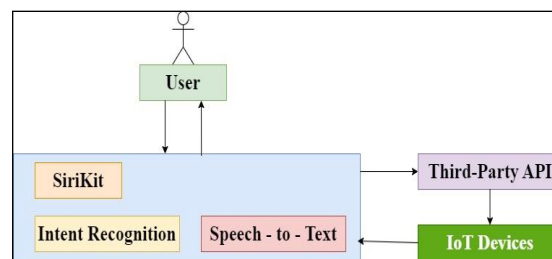 User
SiriKit
Third-Party API
Intent Recognition
Speech - to - Text
IoT Devices